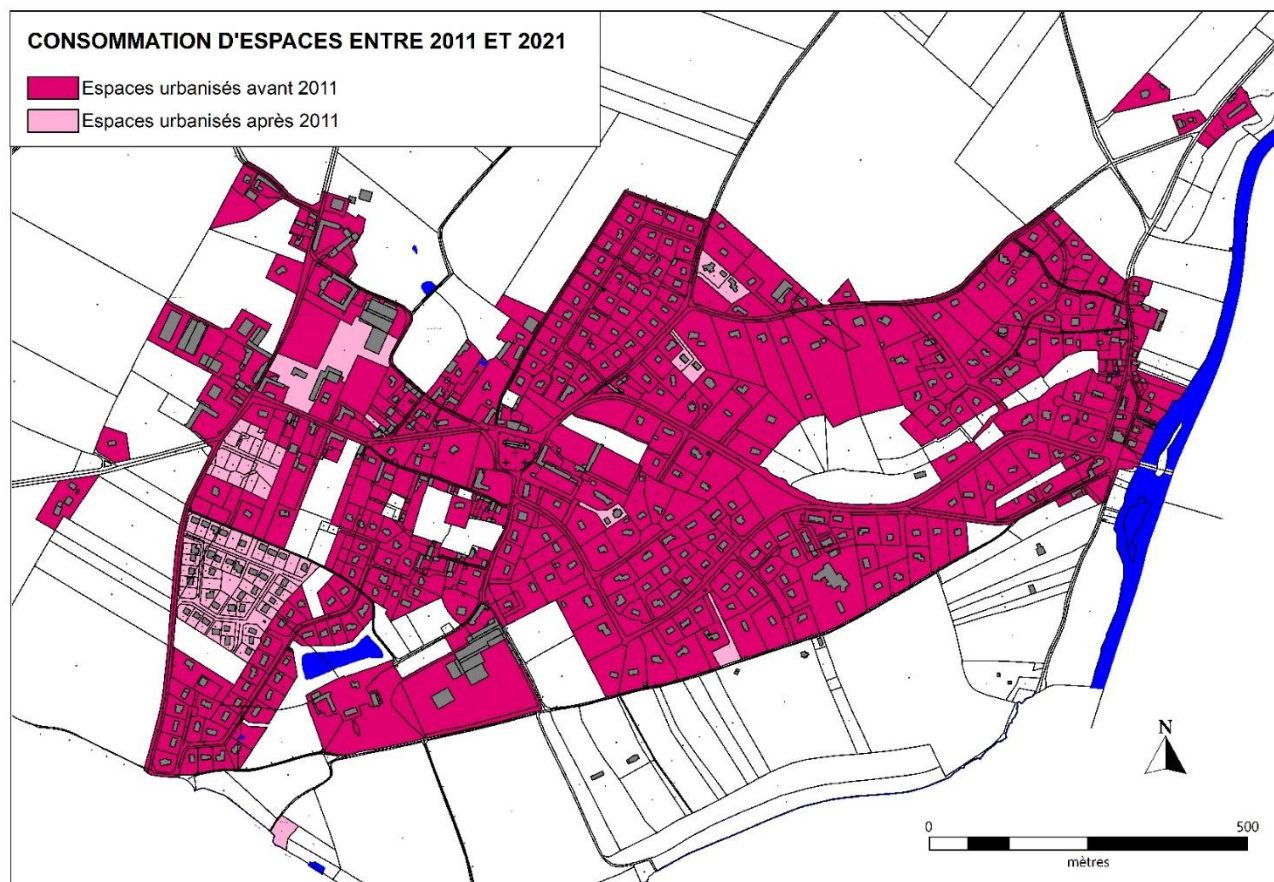 CONSOMMATION D'ESPACES ENTRE 2011 ET 2021
Espaces urbanisés avant 2011
Espaces urbanisés après 2011
N
0 500
mètres